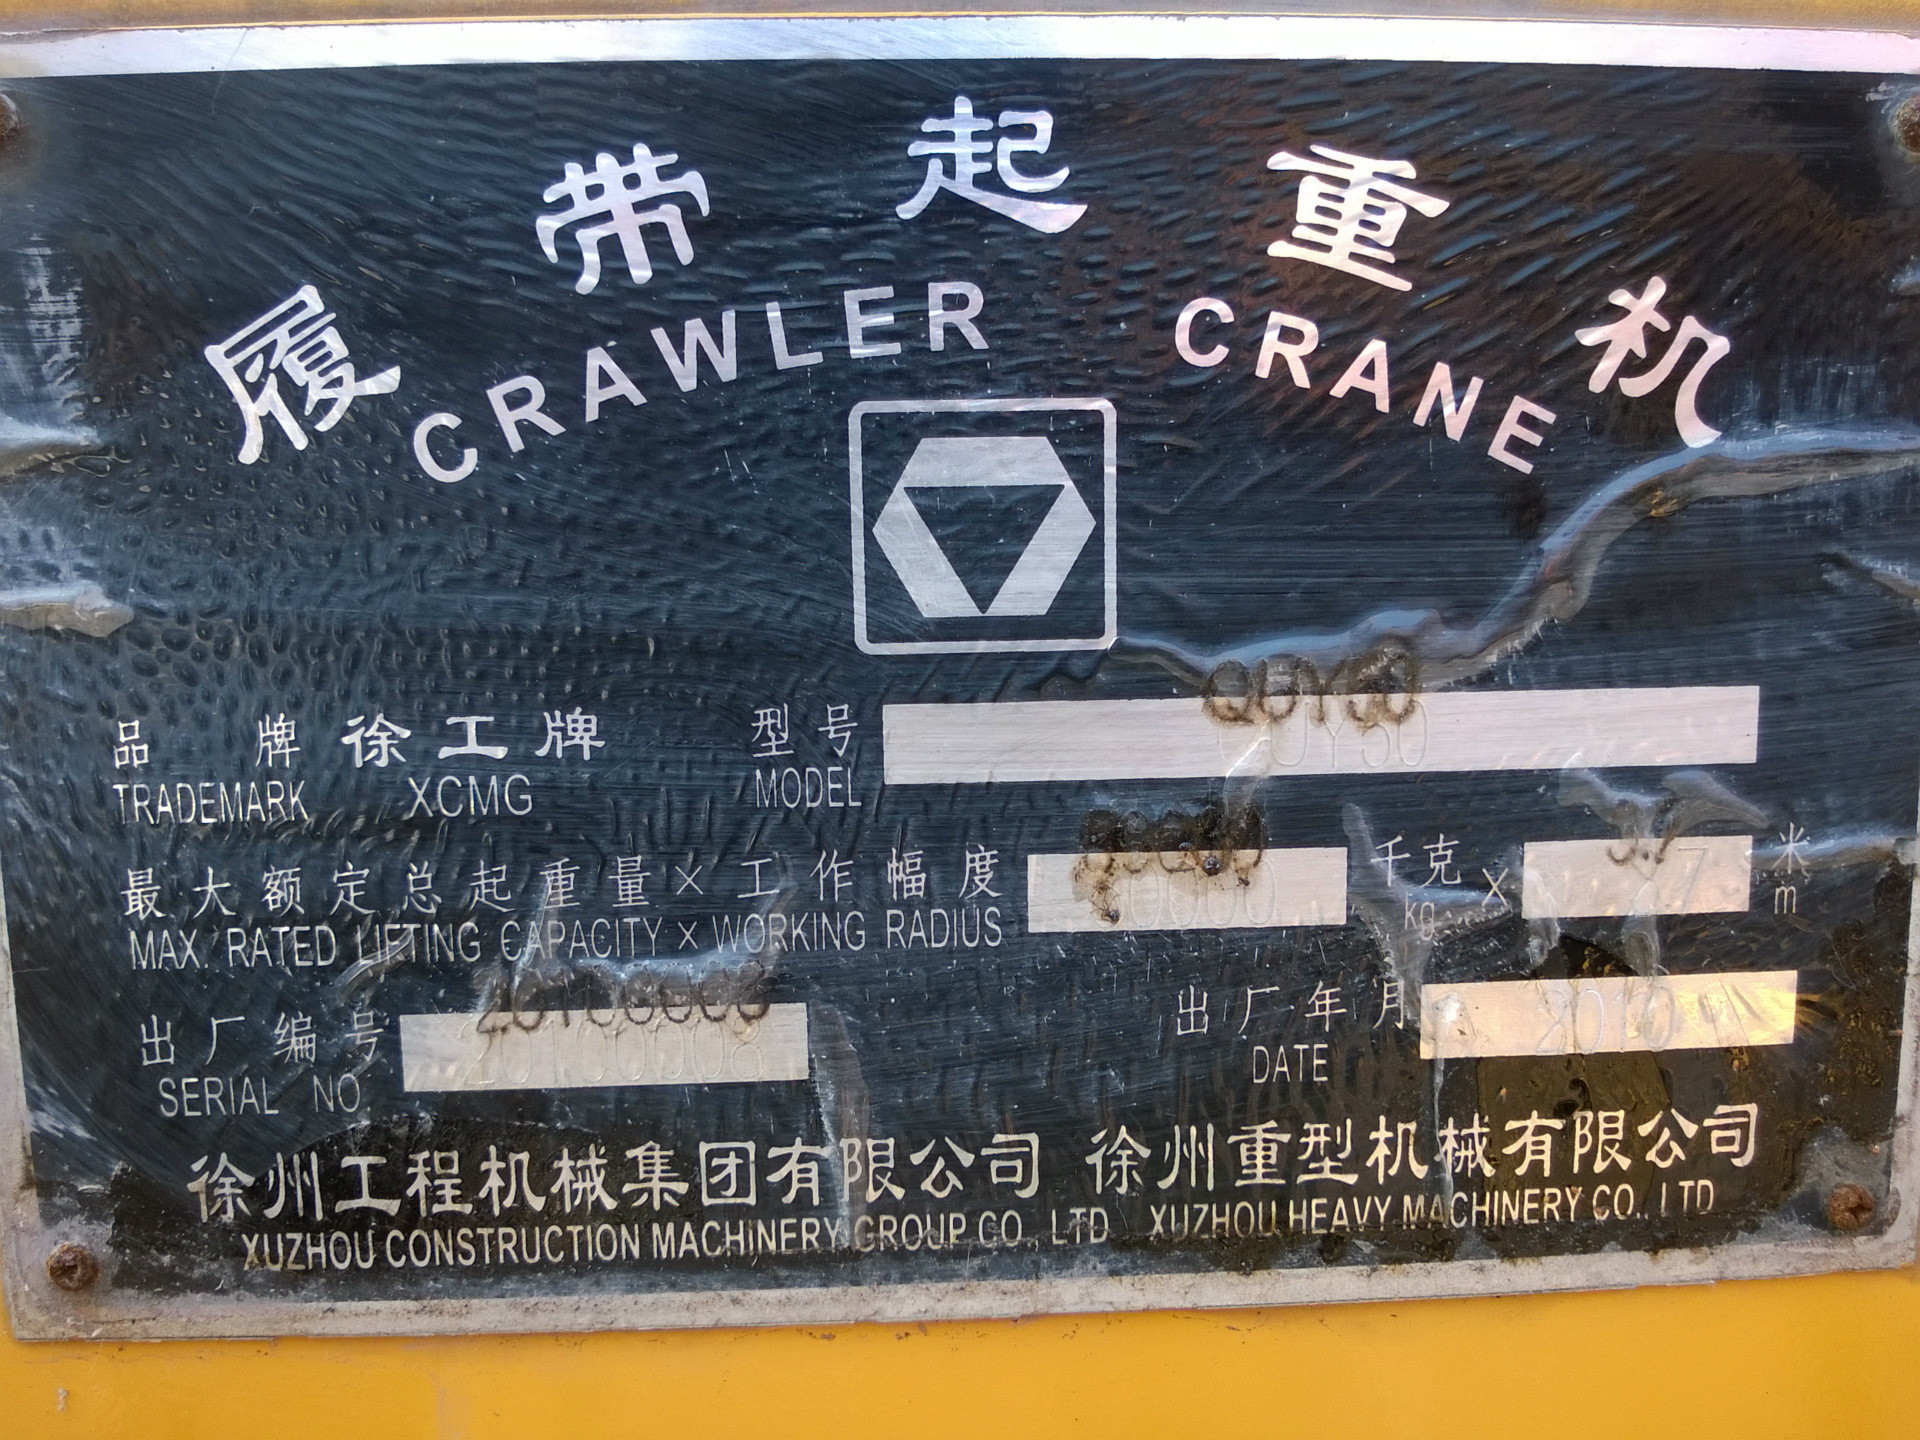 履带起重机
CRAWLER CRANE
品牌 徐工牌 型号 QUY50
TRADEMARK XCMG MODEL
最大额定总起重量×工作幅度 千克 × 3.7 米
MAX. RATED LIFTING CAPACITY × WORKING RADIUS kg m
出厂编号 出厂年月 2010
SERIAL NO. DATE
徐州工程机械集团有限公司 徐州重型机械有限公司
XUZHOU CONSTRUCTION MACHINERY GROUP CO., LTD XUZHOU HEAVY MACHINERY CO., LTD